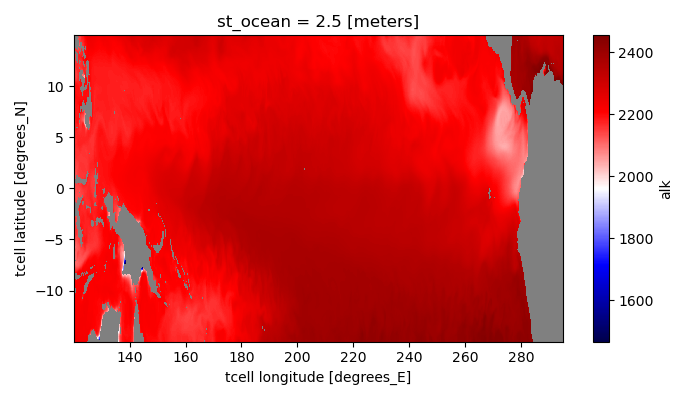 st_ocean = 2.5 [meters]
tcell latitude [degrees_N]
10
5
0
−5
−10
140 160 180 200 220 240 260 280
tcell longitude [degrees_E]
2400
2200
2000
1800
1600
alk